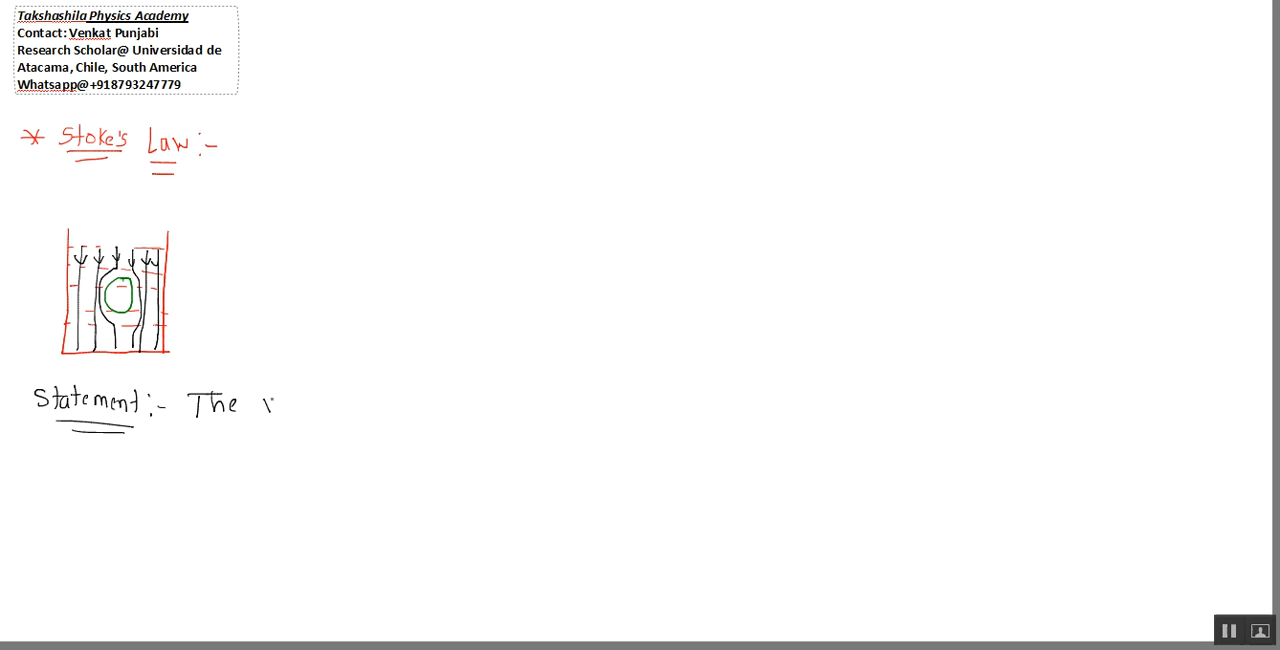 Takshashila Physics Academy
Contact: Venkat Punjabi
Research Scholar@ Universidad de
Atacama, Chile, South America
Whatsapp@+918793247779
* Stoke's Law :-
Statement :- The